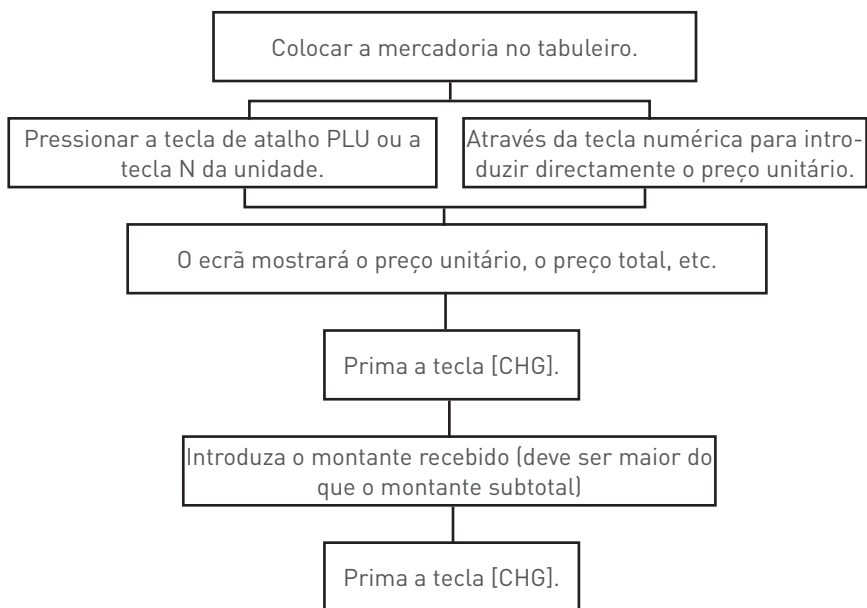 Colocar a mercadoria no tabuleiro.
Pressionar a tecla de atalho PLU ou a
tecla N da unidade.
Através da tecla numérica para intro-
duzir directamente o preço unitário.
O ecrã mostrará o preço unitário, o preço total, etc.
Prima a tecla [CHG].
Introduza o montante recebido (deve ser maior do
que o montante subtotal)
Prima a tecla [CHG].